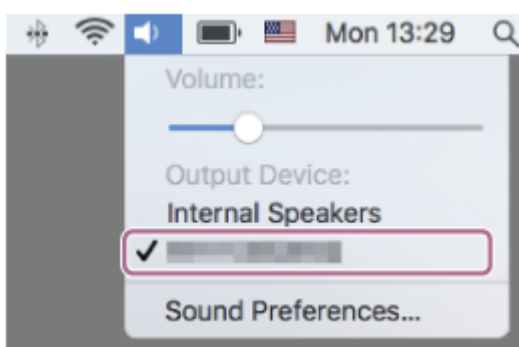 Mon 13:29
Volume:
Output Device:
Internal Speakers
Sound Preferences...